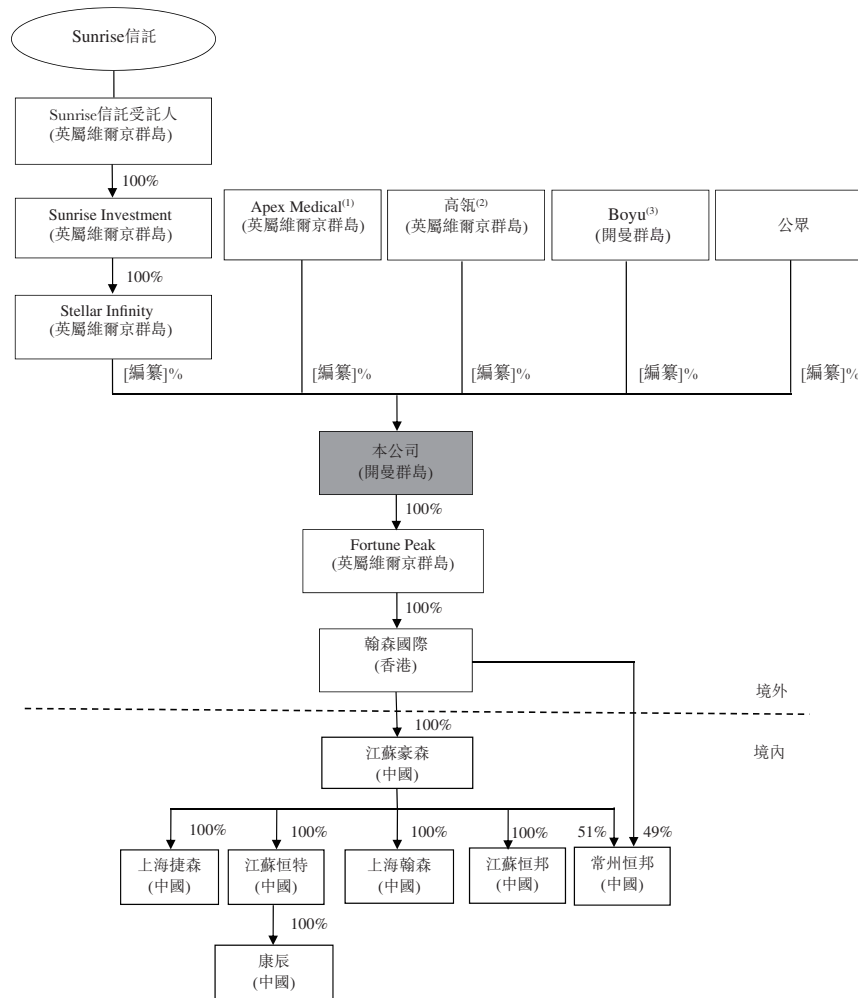 Sunrise信託
Sunrise信託受託人
(英屬維爾京群島)
100%
Sunrise Investment
(英屬維爾京群島)
Apex Medical(1)
(英屬維爾京群島)
高瓴(2)
(英屬維爾京群島)
Boyu(3)
(開曼群島)
公眾
100%
Stellar Infinity
(英屬維爾京群島)
[編纂]%
[編纂]%
[編纂]%
[編纂]%
[編纂]%
本公司
(開曼群島)
100%
Fortune Peak
(英屬維爾京群島)
100%
翰森國際
(香港)
境外
100%
境內
江蘇豪森
(中國)
100%
100%
100%
100%
51%
49%
上海捷森
(中國)
江蘇恒特
(中國)
上海翰森
(中國)
江蘇恒邦
(中國)
常州恒邦
(中國)
100%
康辰
(中國)